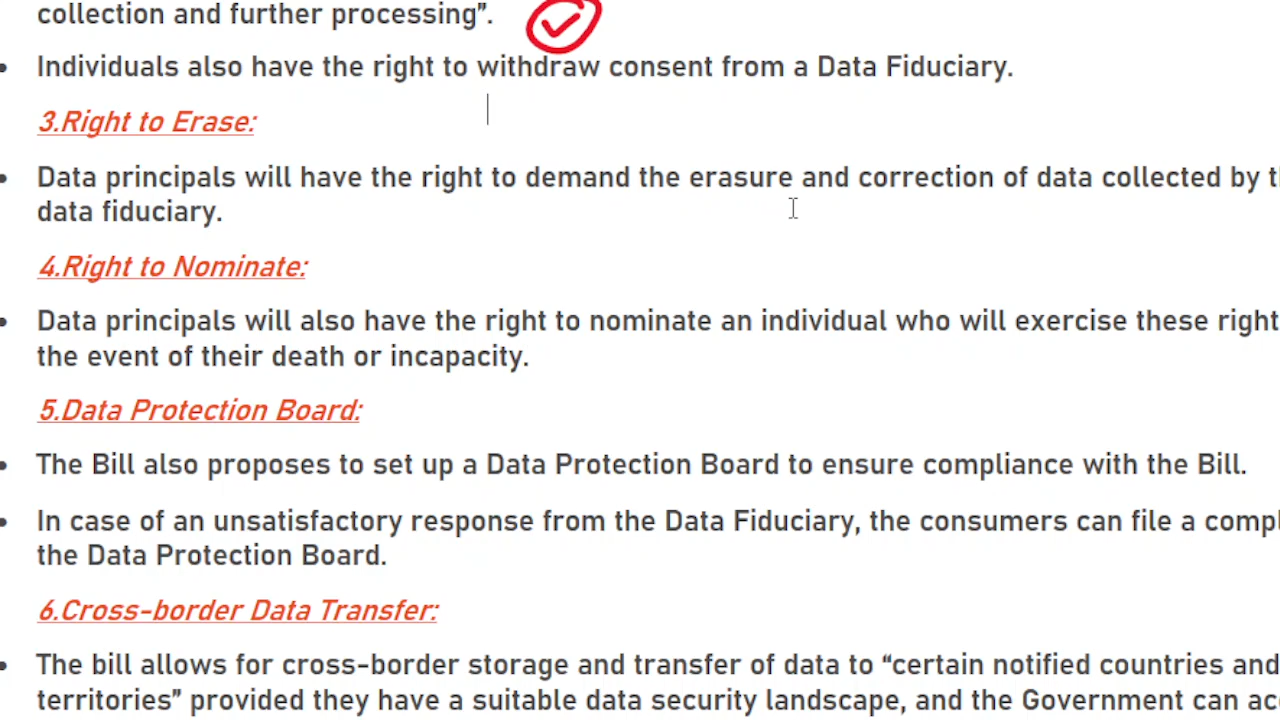 collection and further processing”.
• Individuals also have the right to withdraw consent from a Data Fiduciary.
3.Right to Erase:
• Data principals will have the right to demand the erasure and correction of data collected by
data fiduciary.
4.Right to Nominate:
• Data principals will also have the right to nominate an individual who will exercise these right
the event of their death or incapacity.
5.Data Protection Board:
• The Bill also proposes to set up a Data Protection Board to ensure compliance with the Bill.
• In case of an unsatisfactory response from the Data Fiduciary, the consumers can file a
the Data Protection Board.
6.Cross-border Data Transfer:
• The bill allows for cross-border storage and transfer of data to “certain notified countries and
territories” provided they have a suitable data security landscape, and the Government can